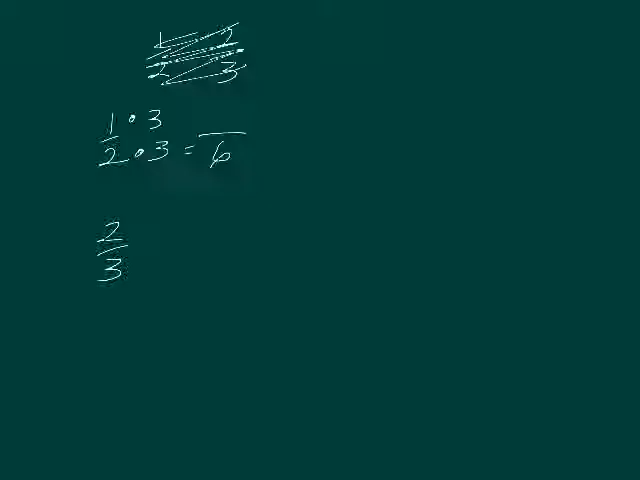 1 · 3
2 · 3 = 6
2
3